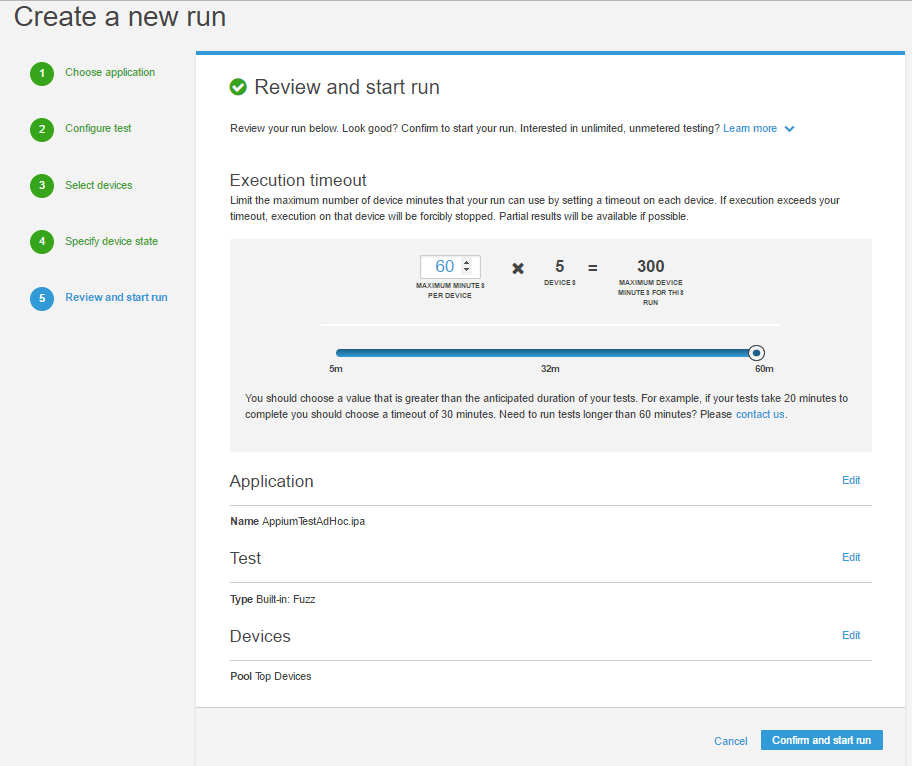 Create a new run
1 Choose application
2 Configure test
3 Select devices
4 Specify device state
5 Review and start run
Review and start run
Review your run below. Look good? Confirm to start your run. Interested in unlimited, unmetered testing? Learn more
Execution timeout
Limit the maximum number of device minutes that your run can use by setting a timeout on each device. If execution exceeds your
timeout, execution on that device will be forcibly stopped. Partial results will be available if possible.
60 × 5 = 300
MAXIMUM MINUTES DEVICES MAXIMUM DEVICE
PER DEVICE MINUTES FOR THIS
RUN
5m 32m 60m
You should choose a value that is greater than the anticipated duration of your tests. For example, if your tests take 20 minutes to
complete you should choose a timeout of 30 minutes. Need to run tests longer than 60 minutes? Please contact us.
Application Edit
Name AppiumTestAdHoc.ipa
Test Edit
Type Built-in: Fuzz
Devices Edit
Pool Top Devices
Cancel Confirm and start run